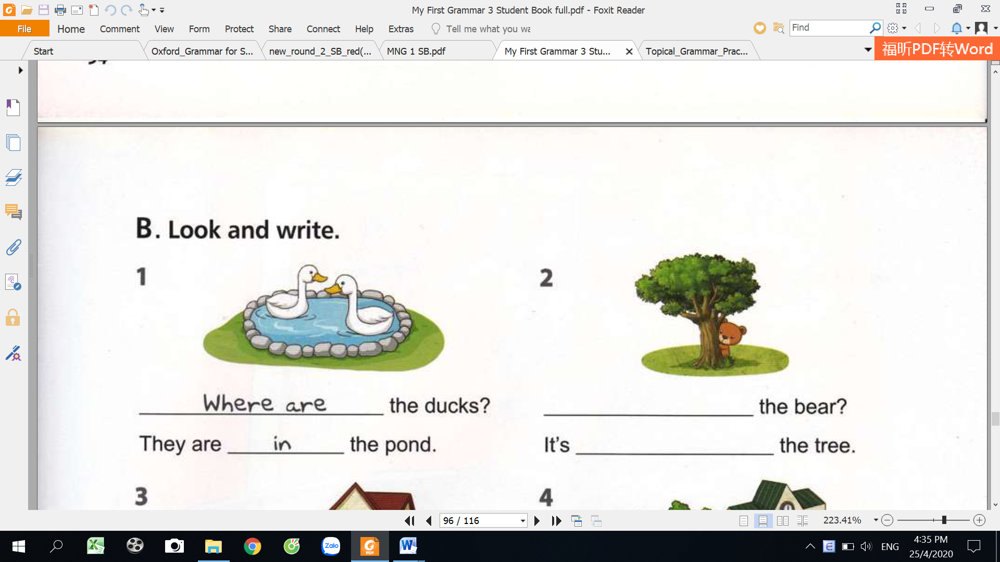 My First Grammar 3 Student Book full.pdf - Foxit Reader
File Home Comment View Form Protect Share Connect Help Extras Tell me what you wa
Find
Start Oxford_Grammar for S... new_round_2_SB_red(... MNG 1 SB.pdf My First Grammar 3 Stu... Topical_Grammar_Prac... 福昕PDF转Word
B. Look and write.
1 2
Where are the ducks? the bear?
They are in the pond. It's the tree.
3 4
96 / 116 223.41%
Zalo PDF ENG 4:35 PM
25/4/2020